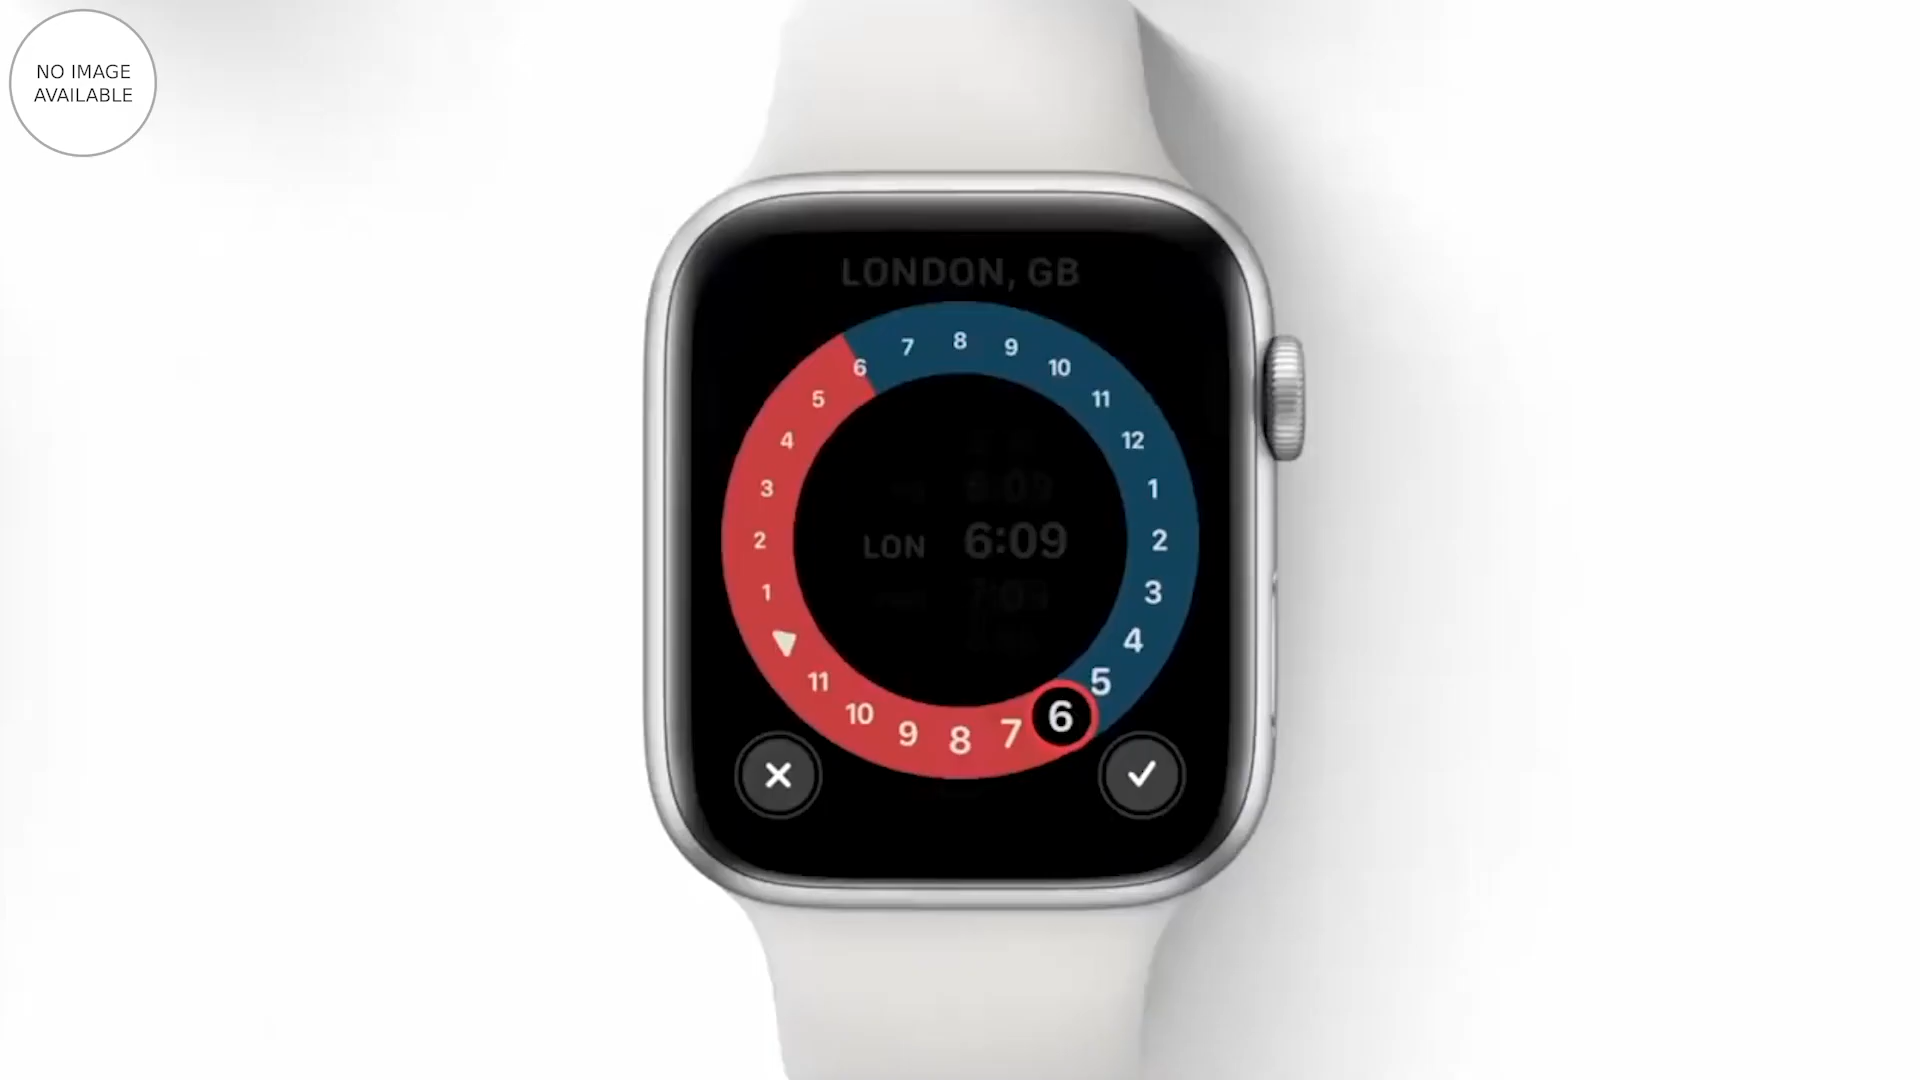 NO IMAGE
AVAILABLE
LONDON, GB
7 8 9
6 10
5 11
4 12
3 1
LON 6:09
2 2
1 3
4
11 5
10 6
9 8 7